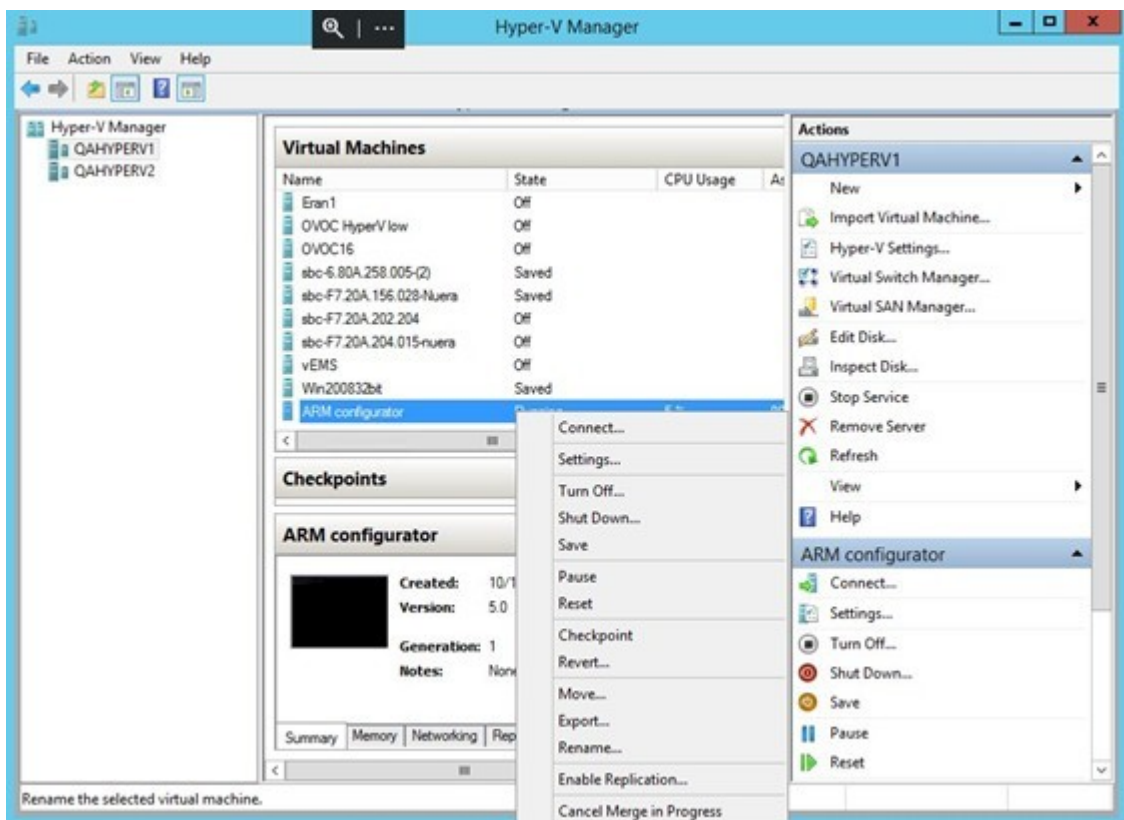 Hyper-V Manager
File Action View Help
Hyper-V Manager
QAHYPERV1
QAHYPERV2
Virtual Machines
Name State CPU Usage
Eran1 Off
OVOC HyperV low Off
OVOC16 Off
sbc-6.80A.258.005-(2) Saved
sbc-F7.20A.156.028-Nuera Saved
sbc-F7.20A.202.204 Off
sbc-F7.20A.204.015-nuera Off
vEMS Off
Win200832bit Saved
ARM configurator
Connect...
Settings...
Turn Off...
Shut Down...
Save
Pause
Reset
Checkpoint
Revert...
Move...
Export...
Rename...
Enable Replication...
Cancel Merge in Progress
Checkpoints
ARM configurator
Created: 10/1
Version: 5.0
Generation: 1
Notes: None
Summary Memory Networking Rep
Actions
QAHYPERV1
New
Import Virtual Machine...
Hyper-V Settings...
Virtual Switch Manager...
Virtual SAN Manager...
Edit Disk...
Inspect Disk...
Stop Service
Remove Server
Refresh
View
Help
ARM configurator
Connect...
Settings...
Turn Off...
Shut Down...
Save
Pause
Reset
Rename the selected virtual machine.